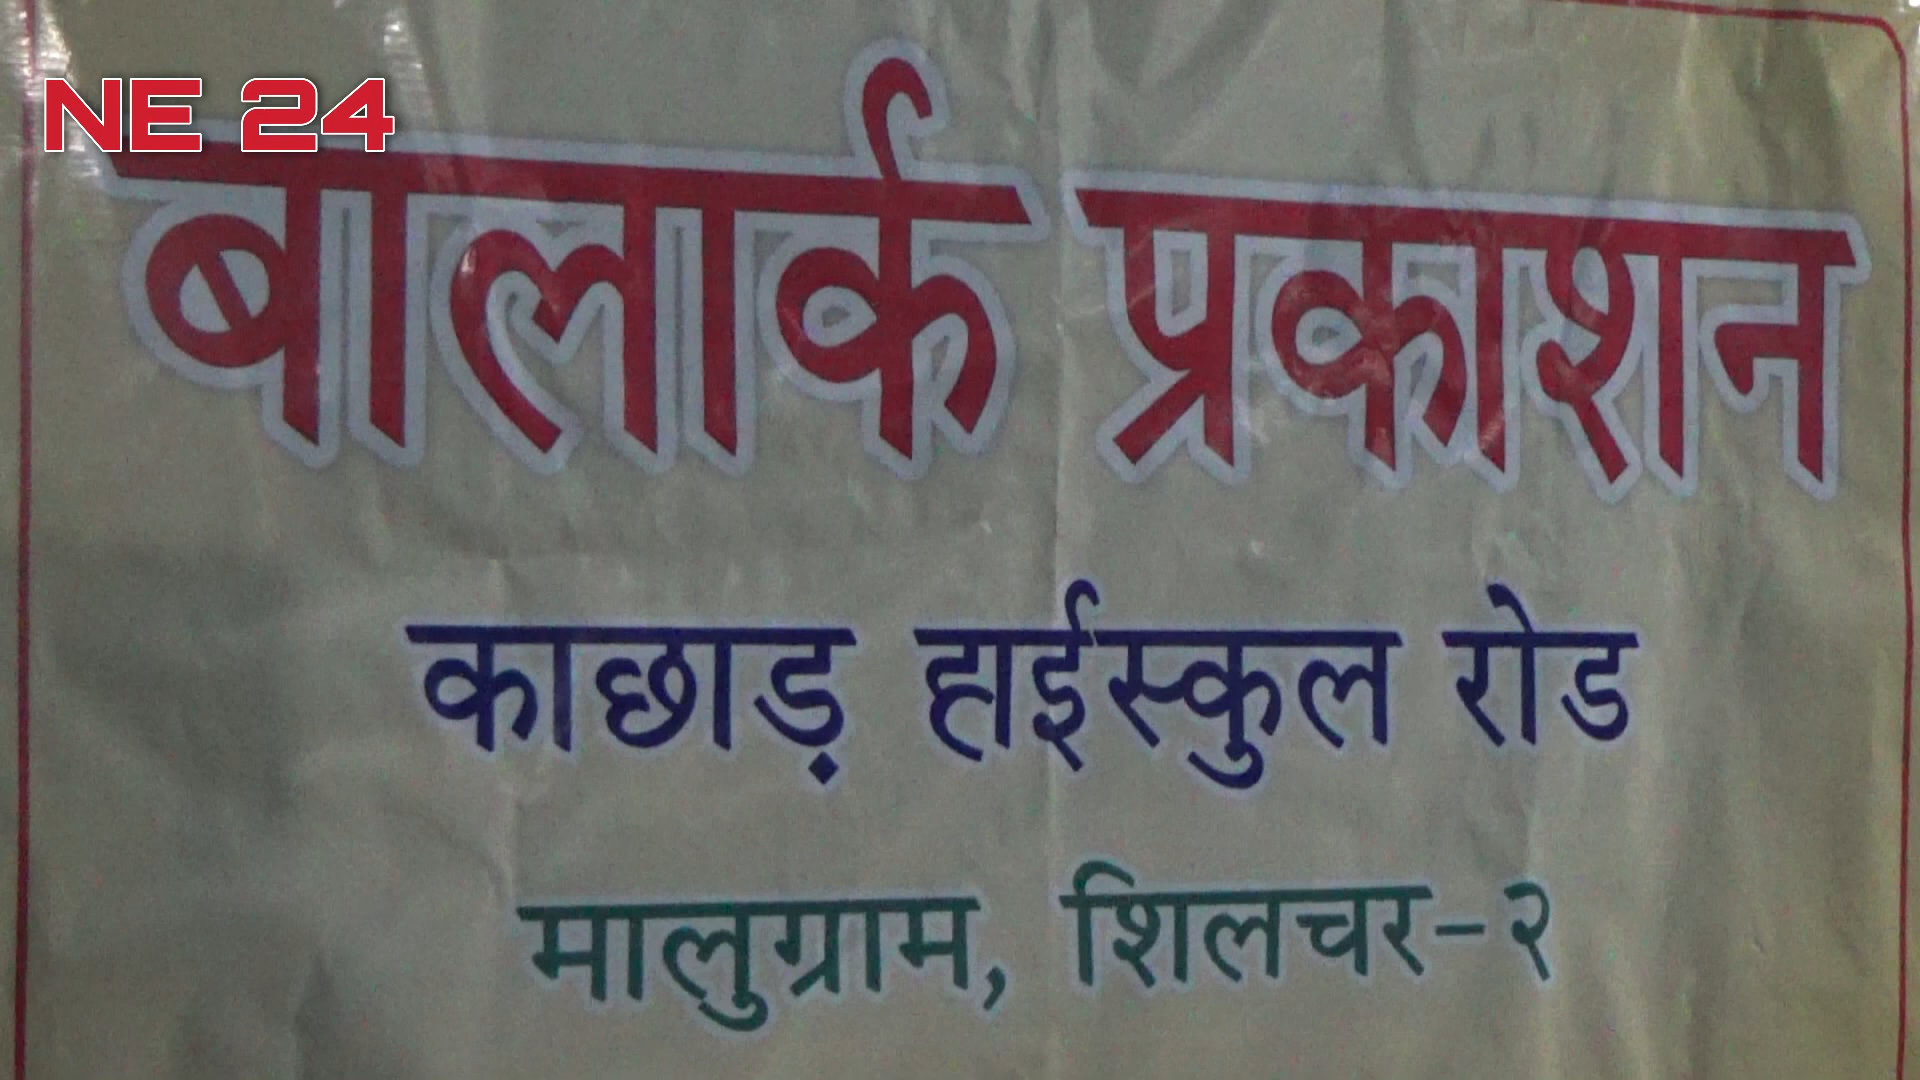 NE 24
बालार्क प्रकाशन
काछाड़ हाईस्कुल रोड
मालुग्राम, शिलचर-२